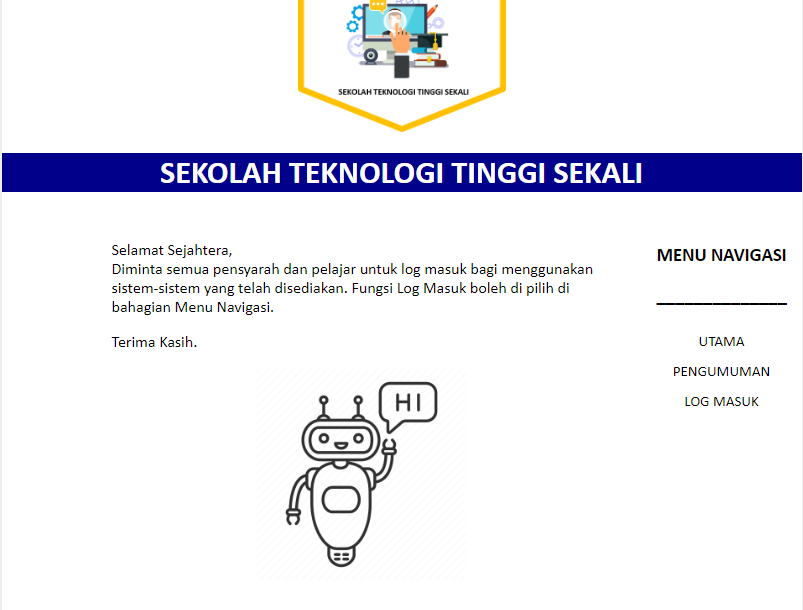 SEKOLAH TEKNOLOGI TINGGI SEKALI
SEKOLAH TEKNOLOGI TINGGI SEKALI
Selamat Sejahtera,
Diminta semua pensyarah dan pelajar untuk log masuk bagi menggunakan
sistem-sistem yang telah disediakan. Fungsi Log Masuk boleh di pilih di
bahagian Menu Navigasi.
Terima Kasih.
HI
MENU NAVIGASI
UTAMA
PENGUMUMAN
LOG MASUK